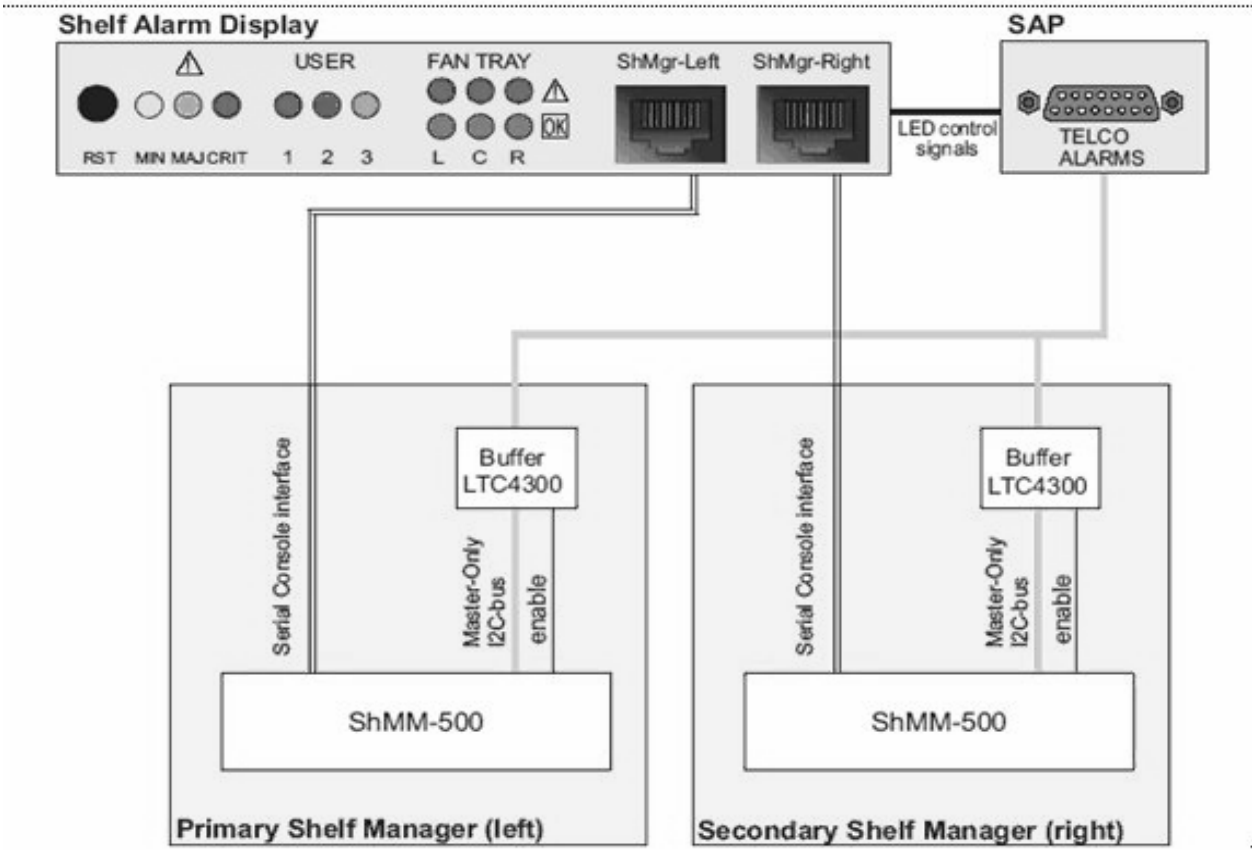 Shelf Alarm Display
SAP
USER
FAN TRAY
ShMgr-Left
ShMgr-Right
OK
RST MIN MAJ CRIT 1 2 3 L C R
LED control
signals
TELCO
ALARMS
Serial Console interface
Buffer
LTC4300
Master-Only
I2C-bus
enable
ShMM-500
Primary Shelf Manager (left)
Serial Console interface
Buffer
LTC4300
Master-Only
I2C-bus
enable
ShMM-500
Secondary Shelf Manager (right)